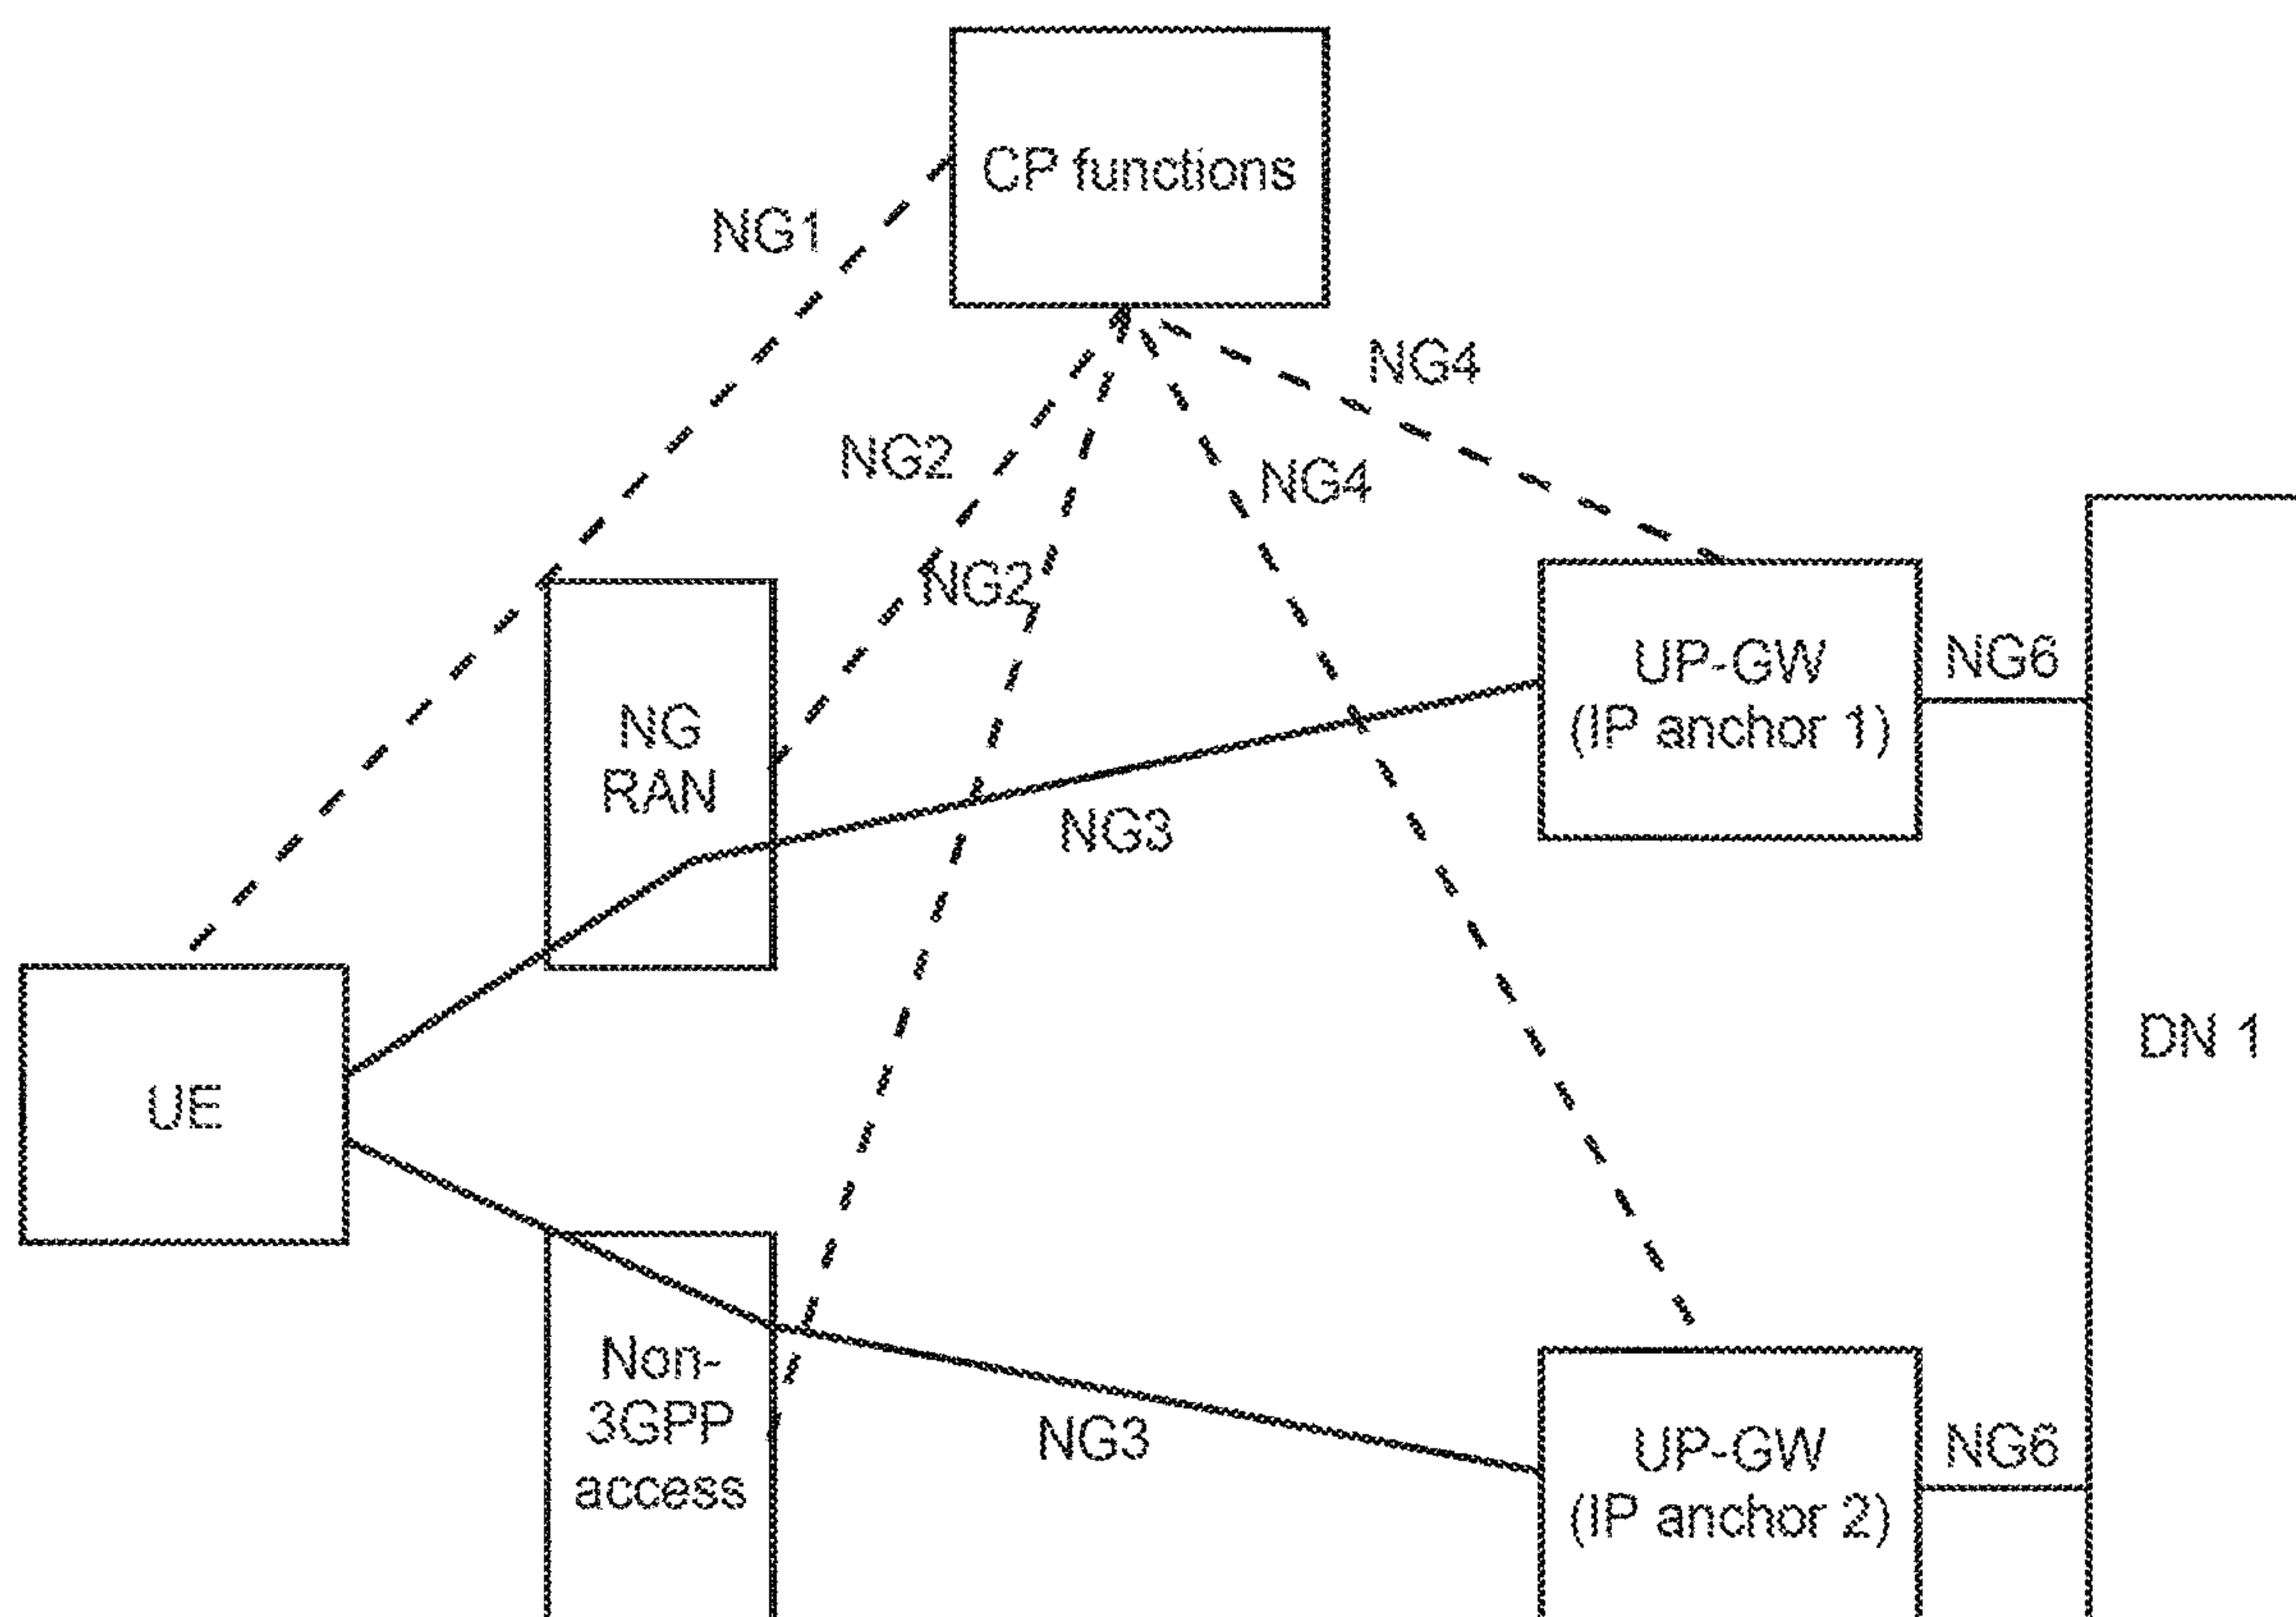 CP functions
NG1
NG4
NG2
NG4
NG2
UP-GW
(IP anchor 1)
NG6
NG
RAN
NG3
DN 1
UE
Non-
3GPP
access
NG3
UP-GW
(IP anchor 2)
NG6